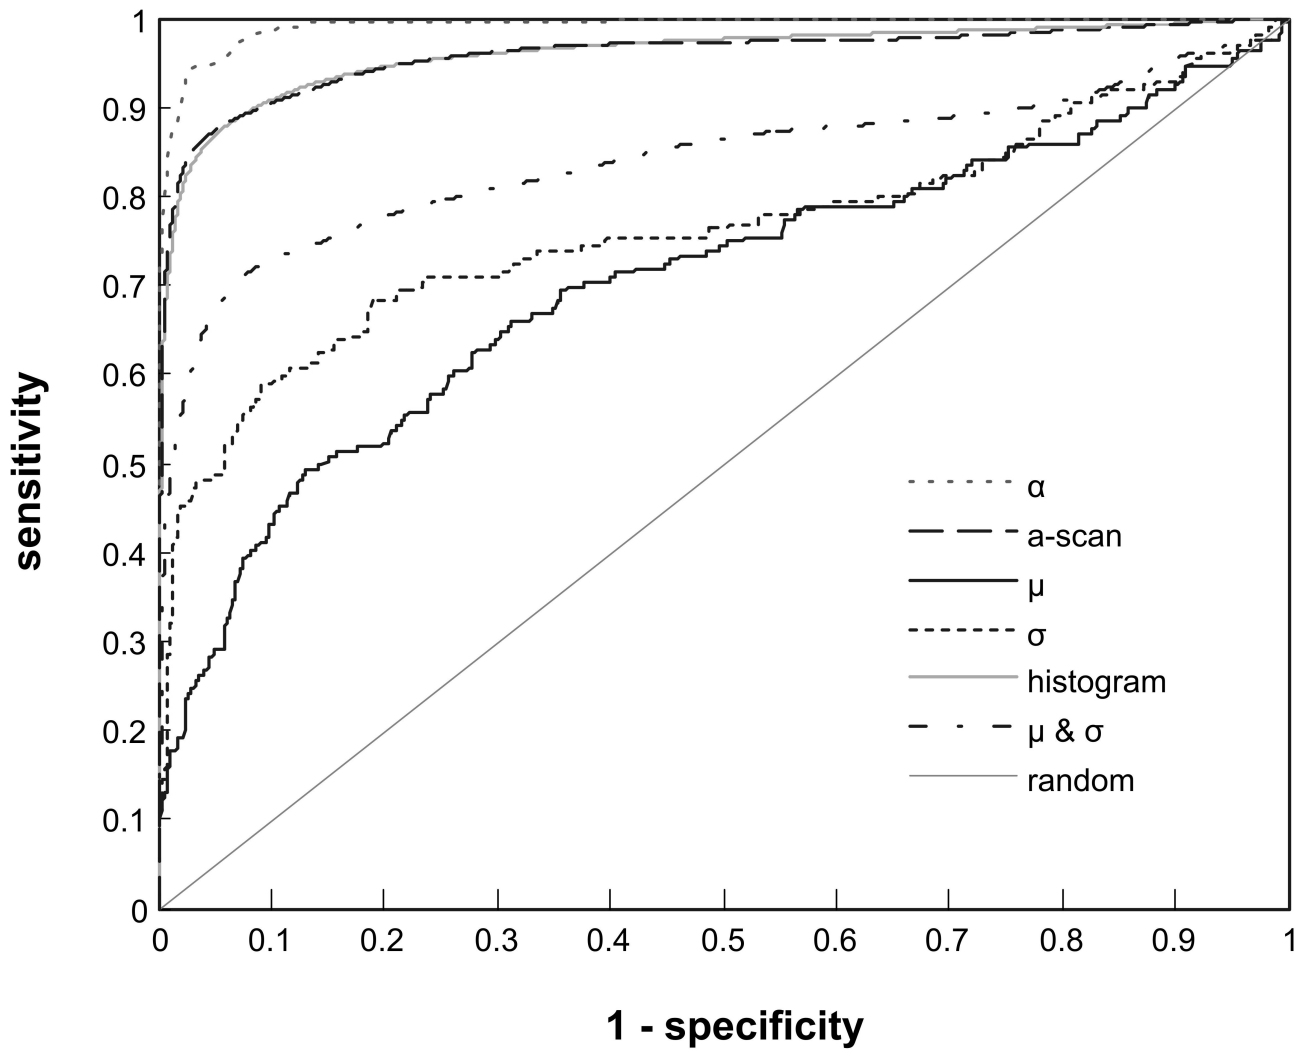 1
0.9
0.8
0.7
0.6
0.5
0.4
0.3
0.2
0.1
0
sensitivity
α
a-scan
μ
σ
histogram
μ & σ
random
0 0.1 0.2 0.3 0.4 0.5 0.6 0.7 0.8 0.9 1
1 - specificity